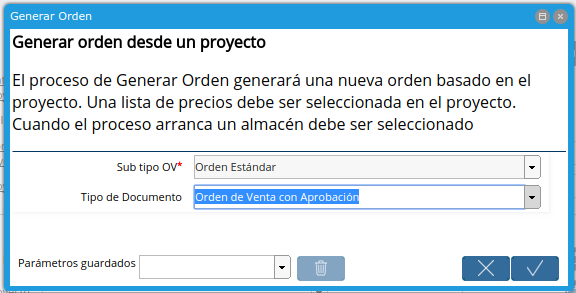 Generar Orden
Generar orden desde un proyecto
El proceso de Generar Orden generará una nueva orden basado en el
proyecto. Una lista de precios debe ser seleccionada en el proyecto.
Cuando el proceso arranca un almacén debe ser seleccionado
Sub tipo OV* Orden Estándar
Tipo de Documento Orden de Venta con Aprobación
Parámetros guardados